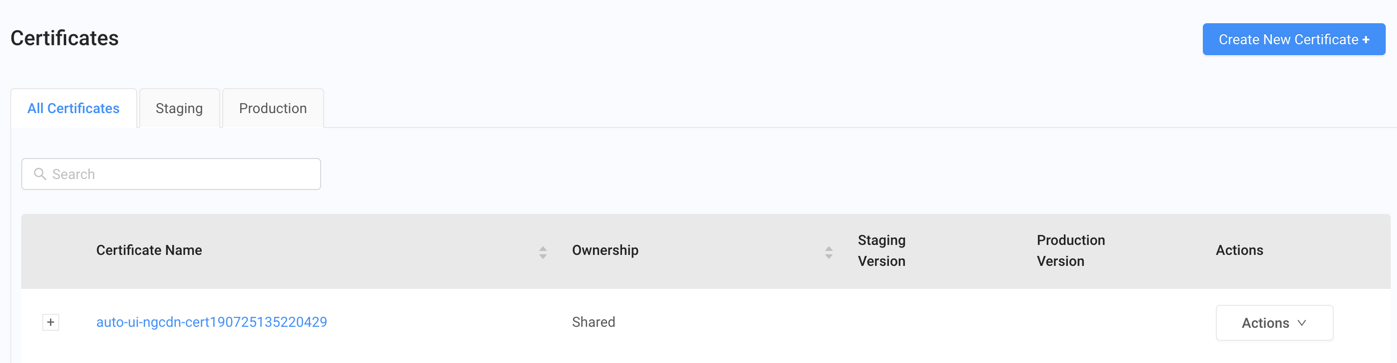 Certificates
Create New Certificate +
All Certificates
Staging
Production
Search
Certificate Name
Ownership
Staging
Version
Production
Version
Actions
auto-ui-ngcdn-cert190725135220429
Shared
Actions